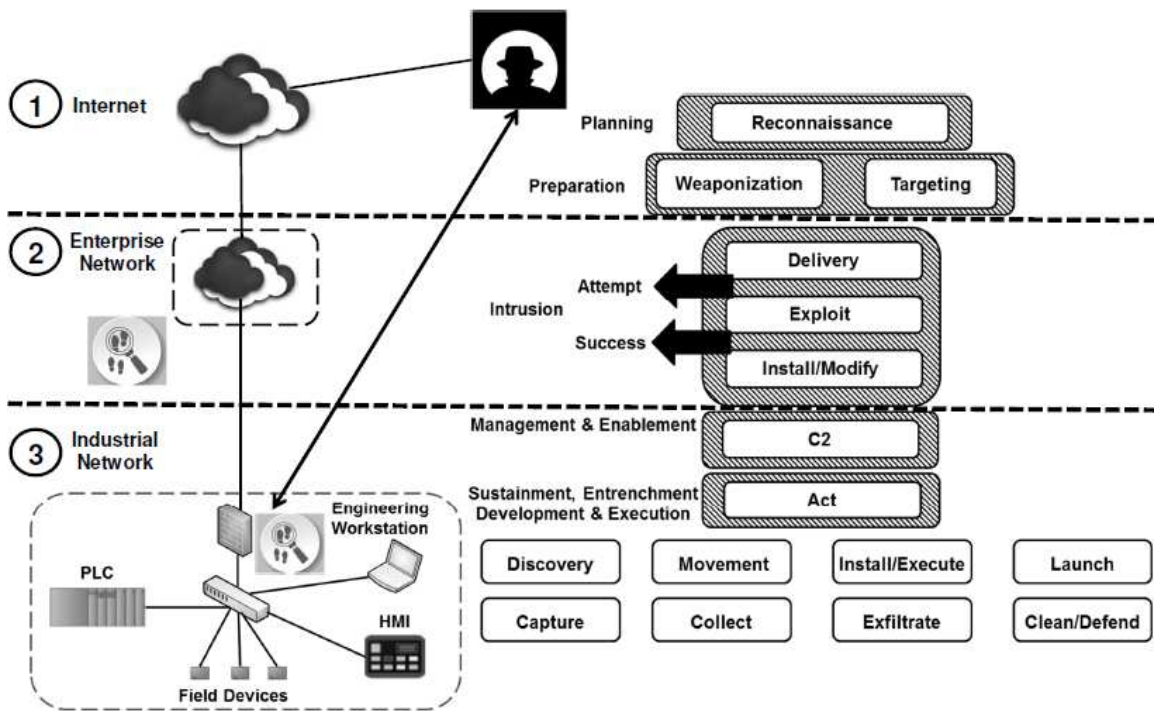 1
Internet
Planning
Reconnaissance
Preparation
Weaponization
Targeting
2
Enterprise
Network
Delivery
Attempt
Intrusion
Exploit
Success
Install/Modify
3
Industrial
Network
Management & Enablement
C2
Sustainment, Entrenchment
Development & Execution
Act
Engineering
Workstation
PLC
HMI
Field Devices
Discovery
Movement
Install/Execute
Launch
Capture
Collect
Exfiltrate
Clean/Defend